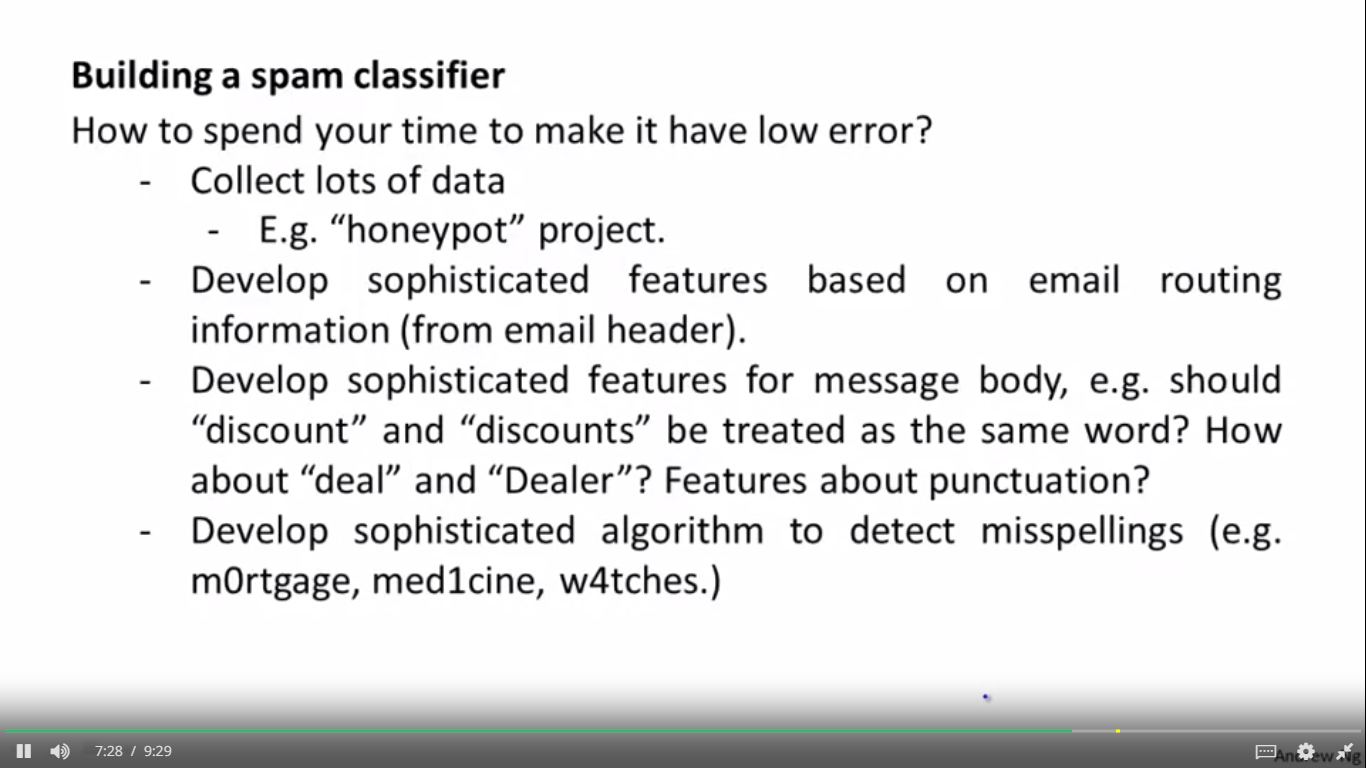 Building a spam classifier
How to spend your time to make it have low error?
- Collect lots of data
- E.g. “honeypot” project.
- Develop sophisticated features based on email routing
information (from email header).
- Develop sophisticated features for message body, e.g. should
“discount” and “discounts” be treated as the same word? How
about “deal” and “Dealer”? Features about punctuation?
- Develop sophisticated algorithm to detect misspellings (e.g.
m0rtgage, med1cine, w4tches.)
7:28 / 9:29
Andrew Ng